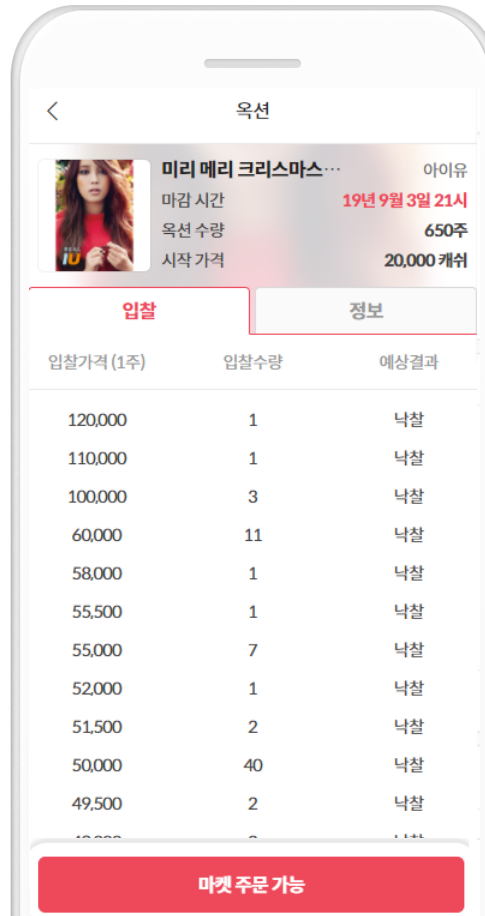 옥션
미리 메리 크리스마스… 아이유
마감 시간 19년 9월 3일 21시
옥션 수량 650주
시작 가격 20,000 캐쉬
REAL
IU
입찰 정보
입찰가격 (1주) 입찰수량 예상결과
120,000 1 낙찰
110,000 1 낙찰
100,000 3 낙찰
60,000 11 낙찰
58,000 1 낙찰
55,500 1 낙찰
55,000 7 낙찰
52,000 1 낙찰
51,500 2 낙찰
50,000 40 낙찰
49,500 2 낙찰
마켓 주문 가능